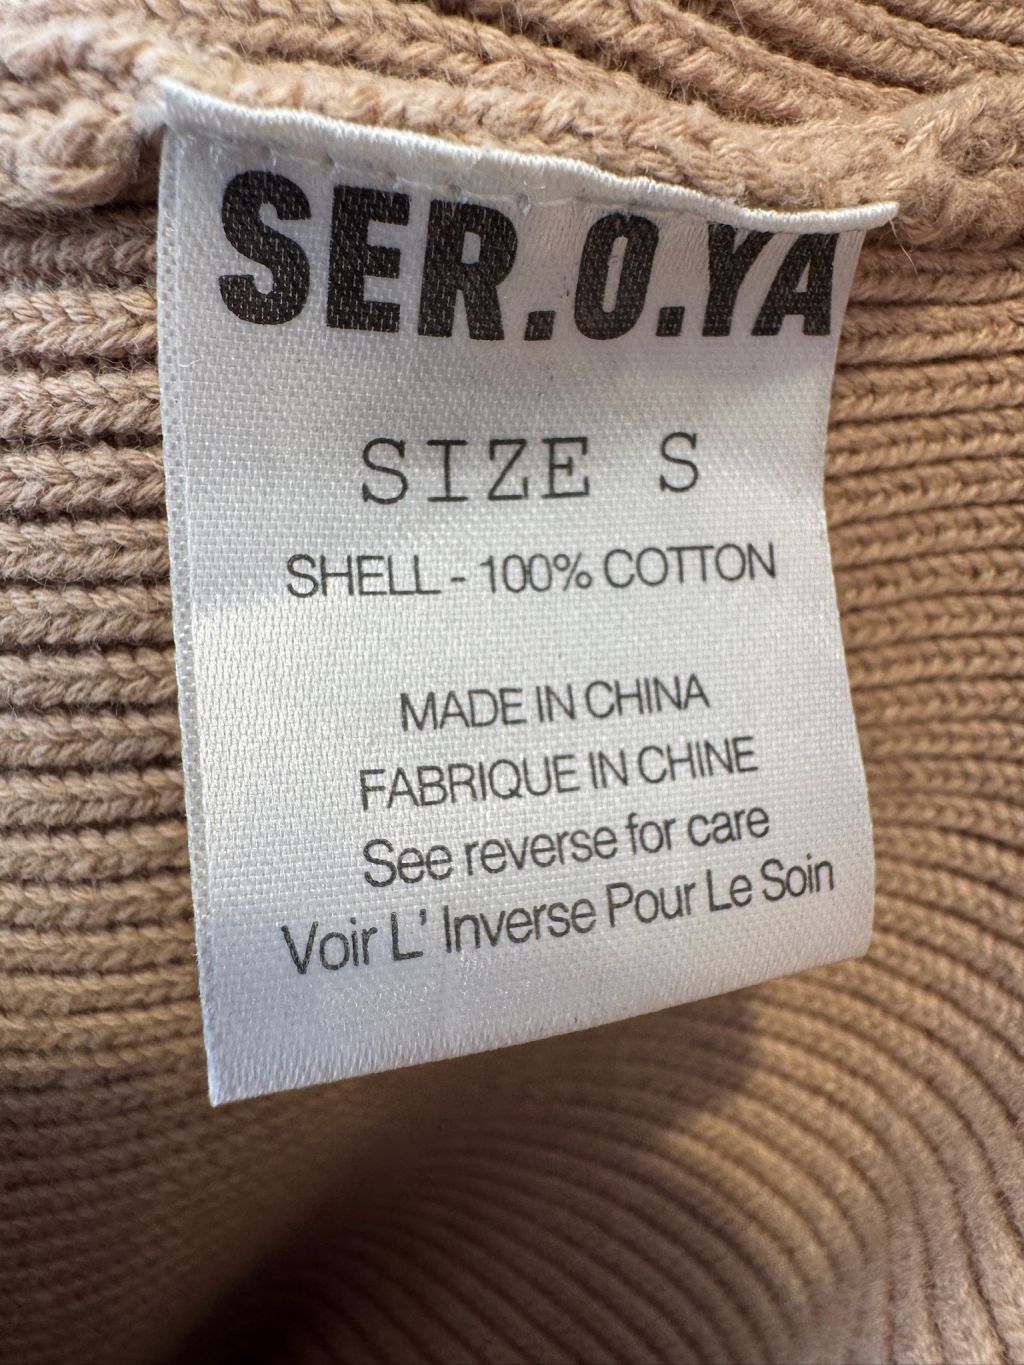 SER.O.YA
SIZE S
SHELL - 100% COTTON
MADE IN CHINA
FABRIQUE IN CHINE
See reverse for care
Voir L' Inverse Pour Le Soin